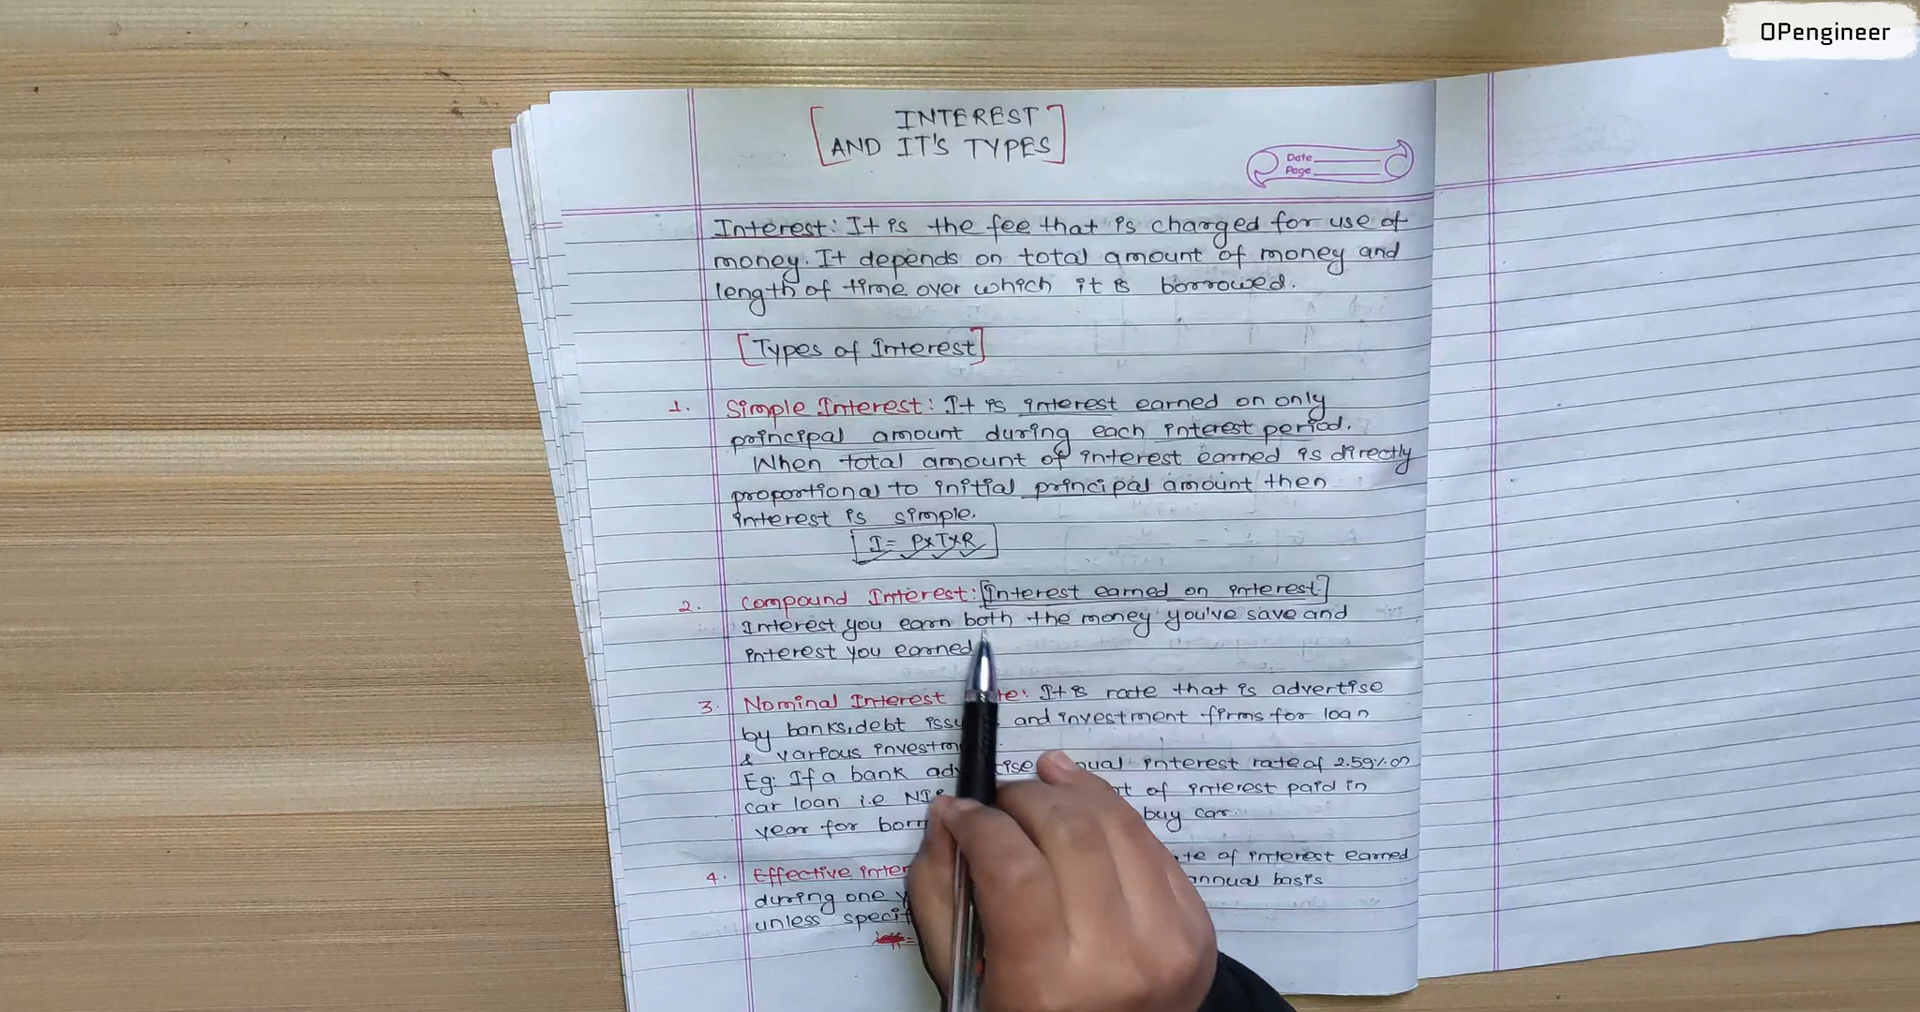 OPengineer
INTEREST
AND IT'S TYPES
Date
Page
Interest: It is the fee that is charged for use of
money. It depends on total amount of money and
length of time over which it is borrowed.
[Types of Interest]
1. Simple Interest: It is interest earned on only
principal amount during each interest period.
When total amount of interest earned is directly
proportional to initial principal amount then
interest is simple.
I = P×T×R
2. Compound Interest: [Interest earned on interest]
Interest you earn both the money you've save and
interest you earned
3. Nominal Interest It is rate that is advertise
by banks, debt and investment firms for loan
& various
Eg: If a bank interest rate of 2.59% on
car loan i.e of interest paid in
year for buy car.
4. Effective of interest earned
during one annual basis
unless